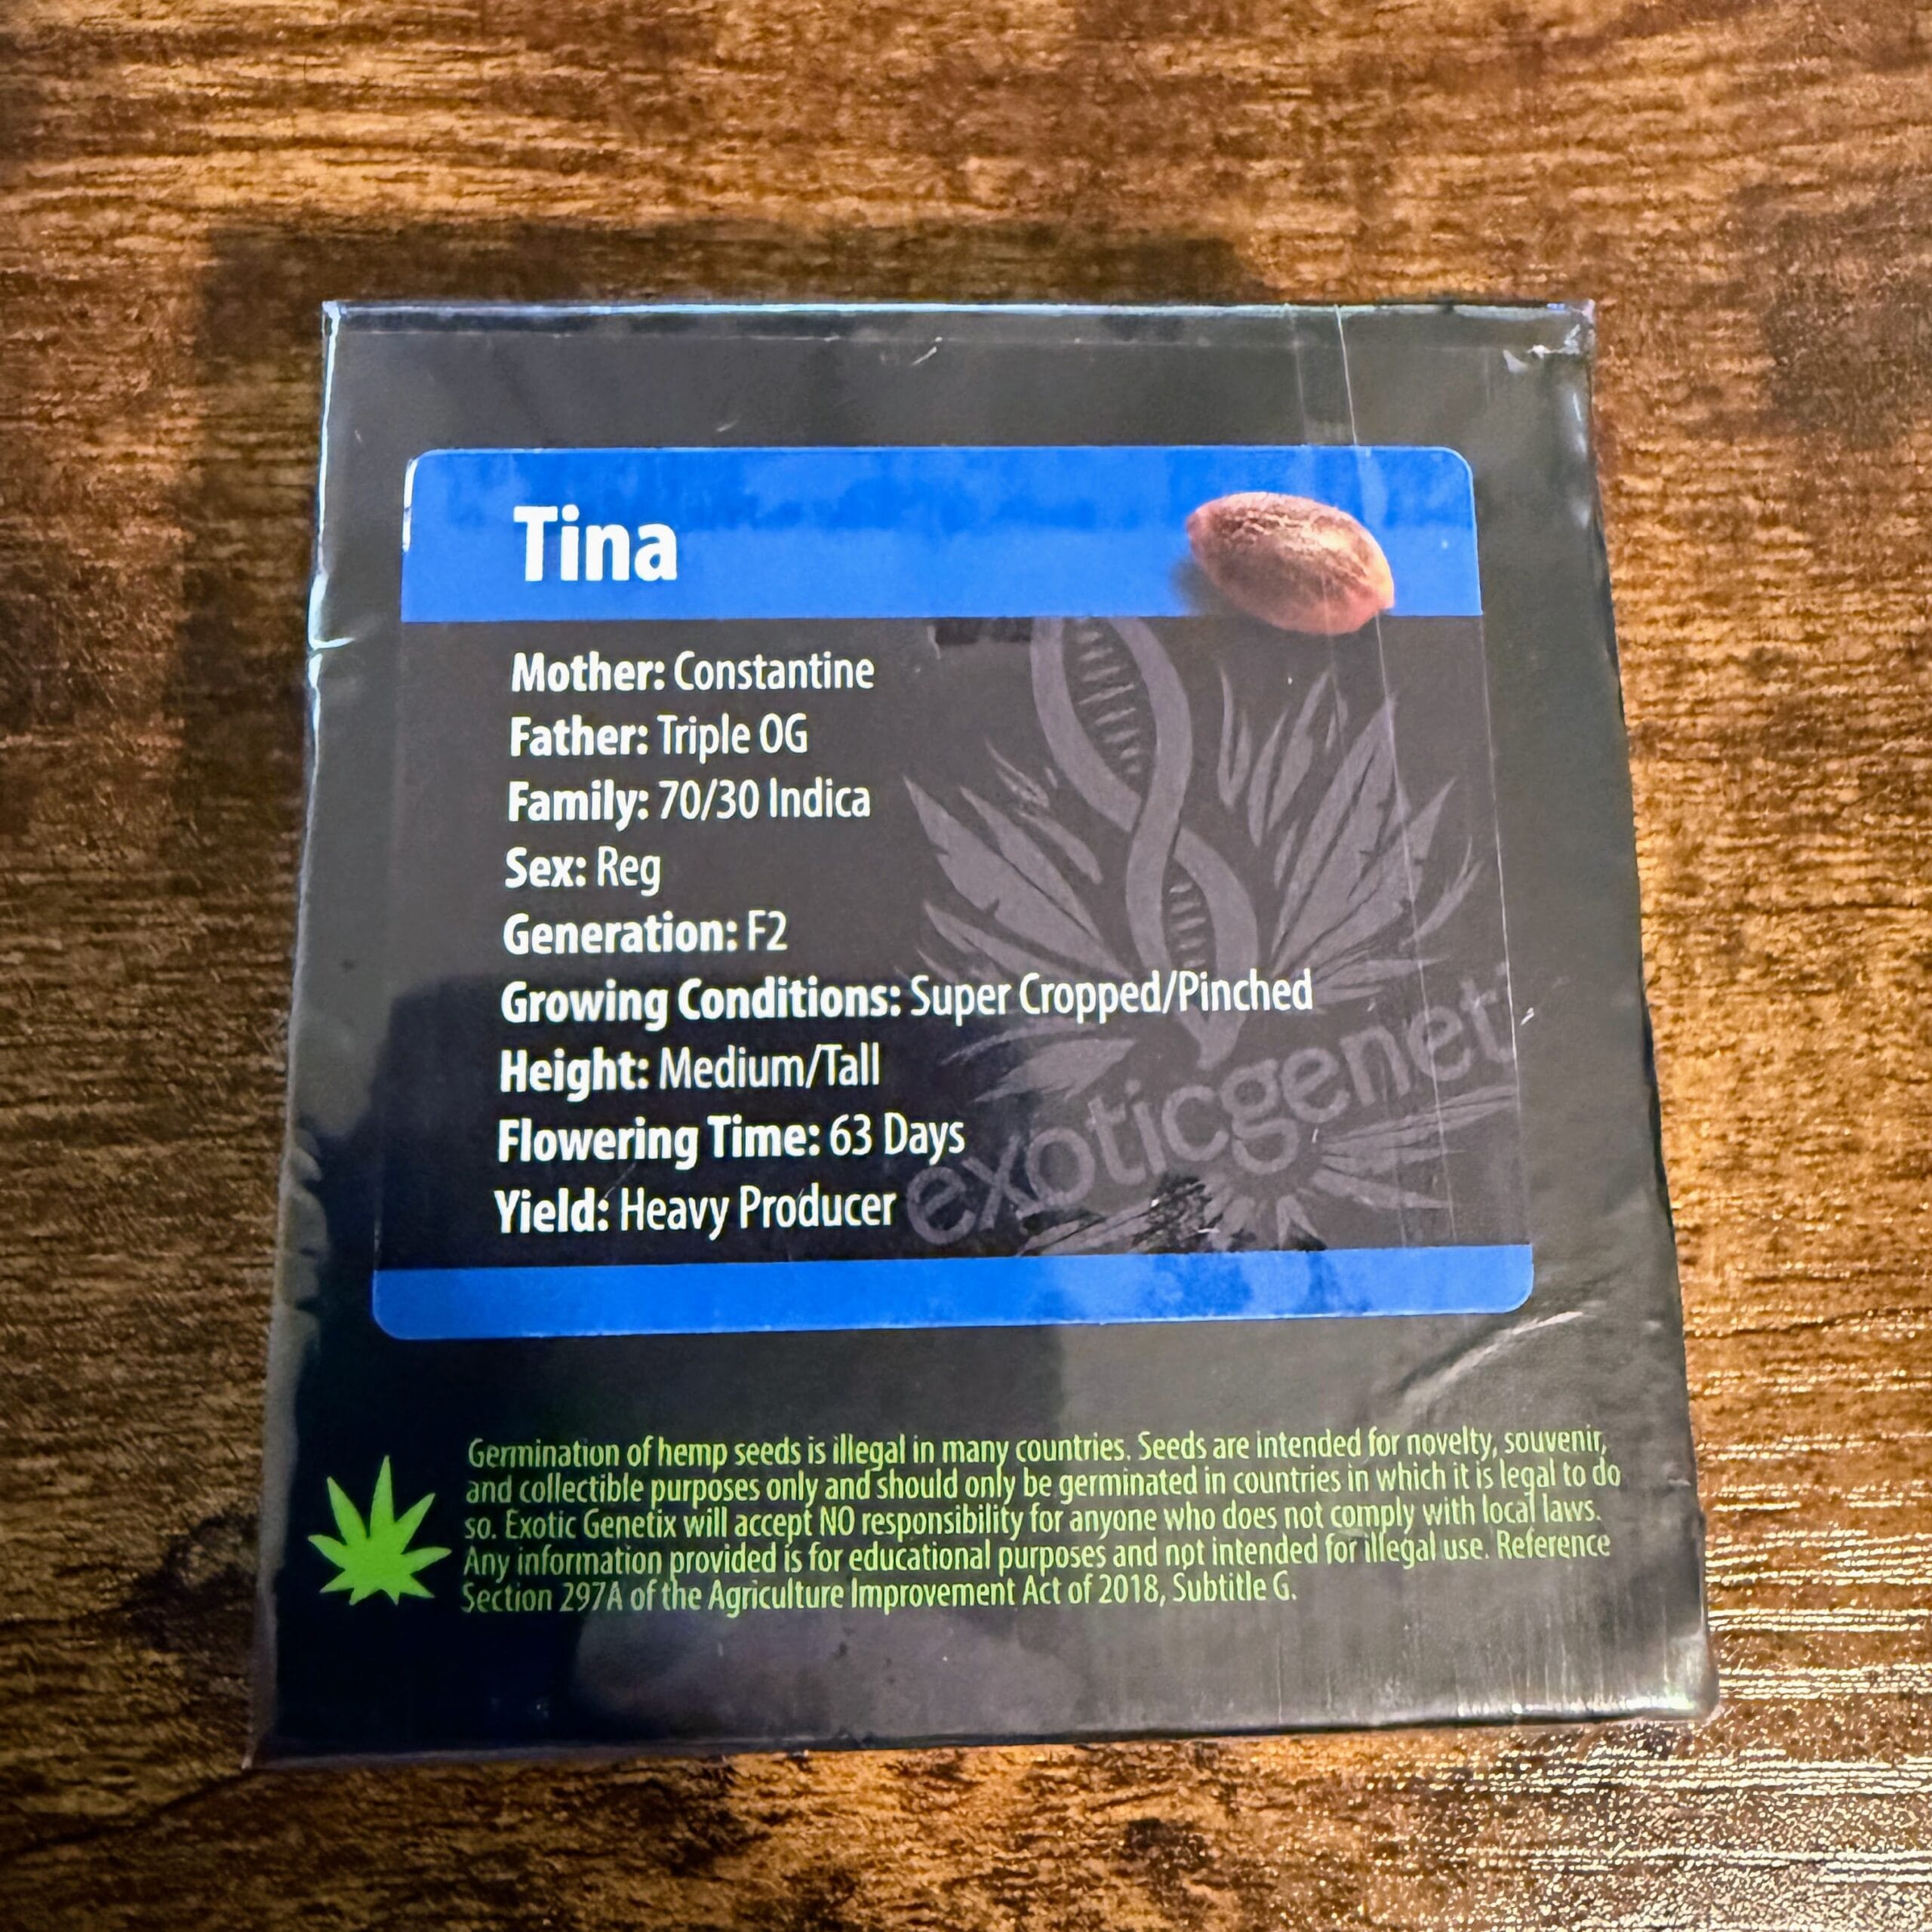 Tina
Mother: Constantine
Father: Triple OG
Family: 70/30 Indica
Sex: Reg
Generation: F2
Growing Conditions: Super Cropped/Pinched
Height: Medium/Tall
Flowering Time: 63 Days
Yield: Heavy Producer
exoticgenet
Germination of hemp seeds is illegal in many countries. Seeds are intended for novelty, souvenir,
and collectible purposes only and should only be germinated in countries in which it is legal to do
so. Exotic Genetix will accept NO responsibility for anyone who does not comply with local laws.
Any information provided is for educational purposes and not intended for illegal use. Reference
Section 297A of the Agriculture Improvement Act of 2018, Subtitle G.